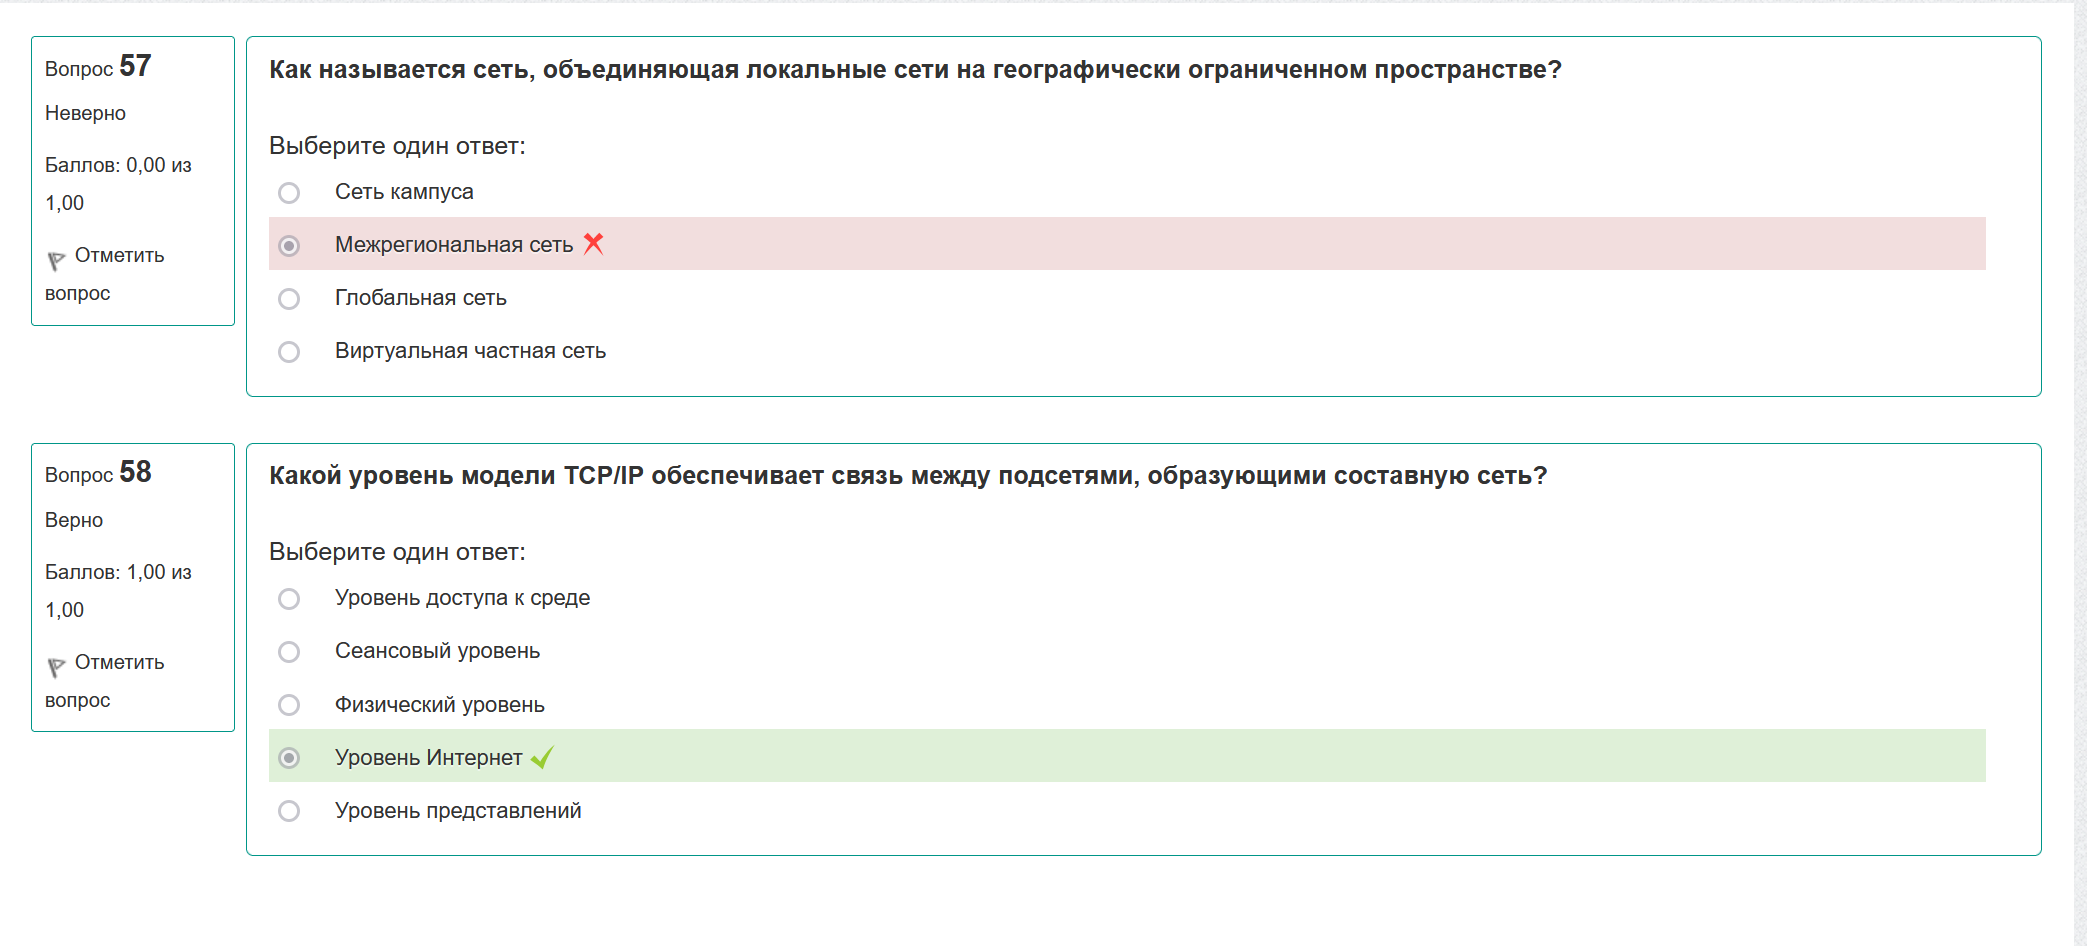 Вопрос 57
Неверно
Баллов: 0,00 из
1,00
Отметить
вопрос
Как называется сеть, объединяющая локальные сети на географически ограниченном пространстве?
Выберите один ответ:
Сеть кампуса
Межрегиональная сеть
Глобальная сеть
Виртуальная частная сеть
Вопрос 58
Верно
Баллов: 1,00 из
1,00
Отметить
вопрос
Какой уровень модели TCP/IP обеспечивает связь между подсетями, образующими составную сеть?
Выберите один ответ:
Уровень доступа к среде
Сеансовый уровень
Физический уровень
Уровень Интернет
Уровень представлений